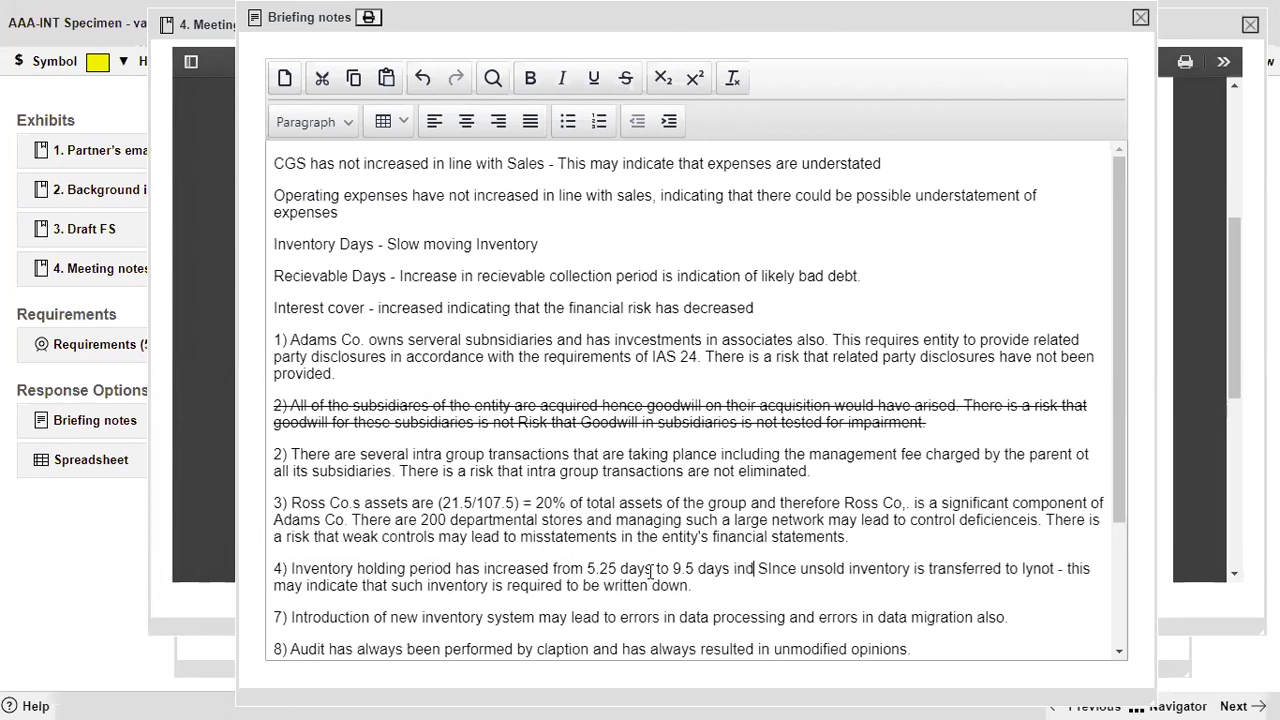 AAA-INT Specimen - va
4. Meeting
Briefing notes
$ Symbol
Paragraph
Exhibits
1. Partner's ema
2. Background i
3. Draft FS
4. Meeting notes
Requirements
Requirements (5
Response Options
Briefing notes
Spreadsheet
CGS has not increased in line with Sales - This may indicate that expenses are understated
Operating expenses have not increased in line with sales, indicating that there could be possible understatement of
expenses
Inventory Days - Slow moving Inventory
Recievable Days - Increase in recievable collection period is indication of likely bad debt.
Interest cover - increased indicating that the financial risk has decreased
1) Adams Co. owns serveral subnsidiaries and has invcestments in associates also. This requires entity to provide related
party disclosures in accordance with the requirements of IAS 24. There is a risk that related party disclosures have not been
provided.
2) All of the subsidiares of the entity are acquired hence goodwill on their acquisition would have arised. There is a risk that
goodwill for these subsidiaries is not Risk that Goodwill in subsidiaries is not tested for impairment.
2) There are several intra group transactions that are taking plance including the management fee charged by the parent ot
all its subsidiaries. There is a risk that intra group transactions are not eliminated.
3) Ross Co s assets are (21.5/107.5) = 20% of total assets of the group and therefore Ross Co,. is a significant component of
Adams Co. There are 200 departmental stores and managing such a large network may lead to control deficienceis. There is
a risk that weak controls may lead to misstatements in the entity's financial statements.
4) Inventory holding period has increased from 5.25 days to 9.5 days ind SInce unsold inventory is transferred to lynot - this
may indicate that such inventory is required to be written down.
7) Introduction of new inventory system may lead to errors in data processing and errors in data migration also.
8) Audit has always been performed by claption and has always resulted in unmodified opinions.
Help
Previous
Navigator
Next